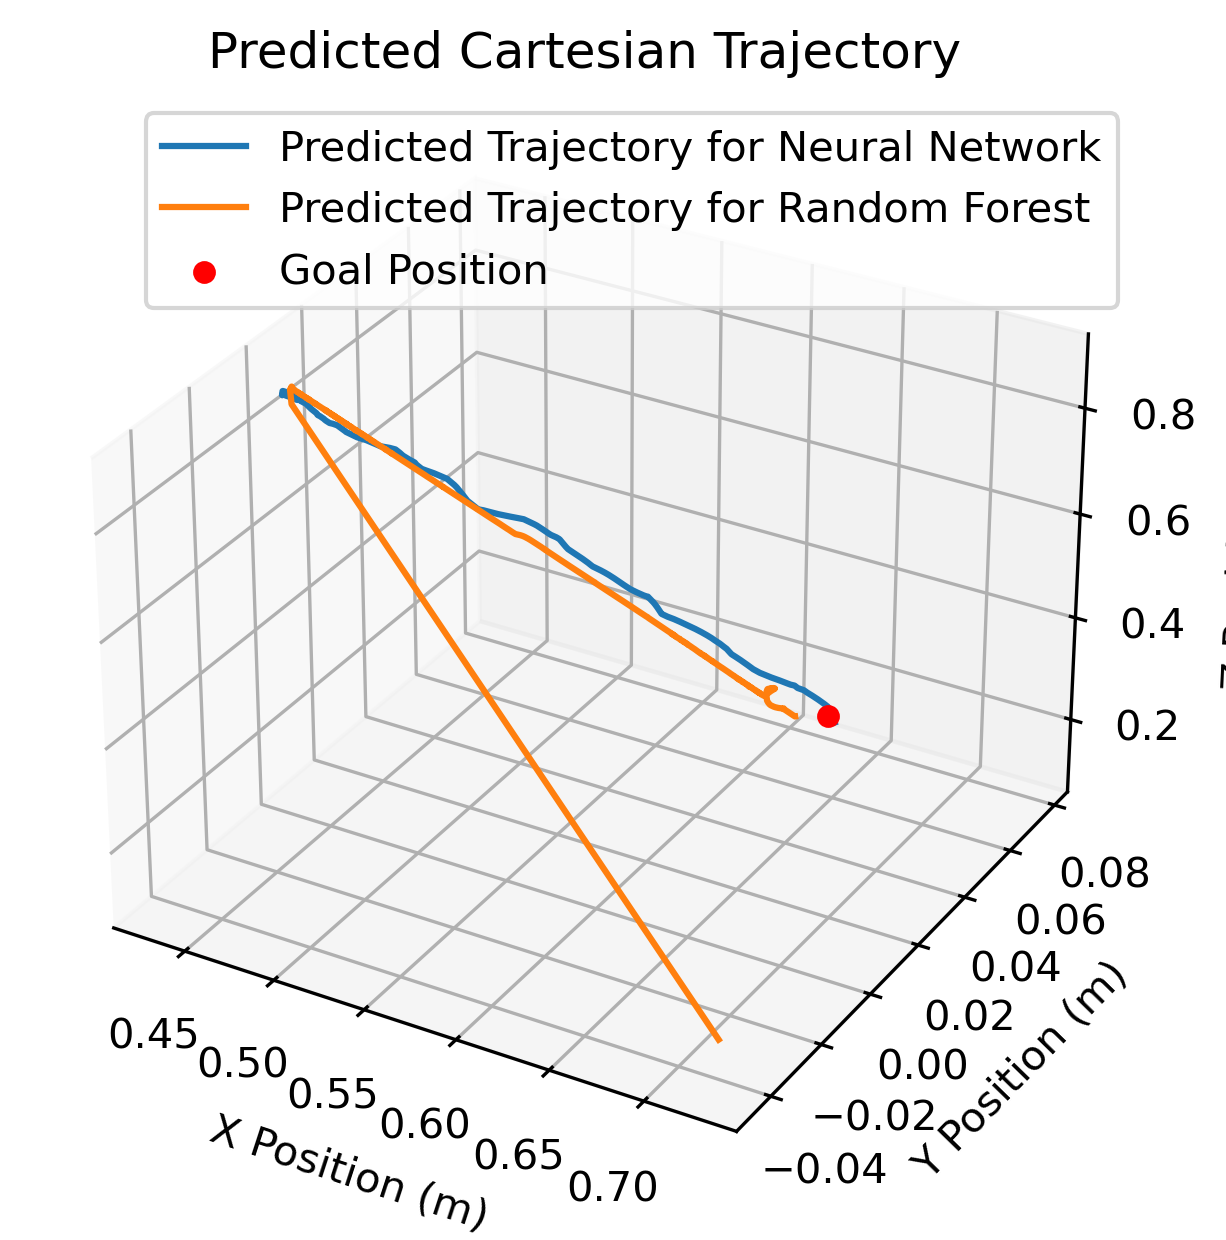 Predicted Cartesian Trajectory
Predicted Trajectory for Neural Network
Predicted Trajectory for Random Forest
Goal Position
0.8
0.6
0.4
0.2
0.08
0.06
0.04
0.02
0.00
−0.02
−0.04
Y Position (m)
0.45
0.50
0.55
0.60
0.65
0.70
X Position (m)